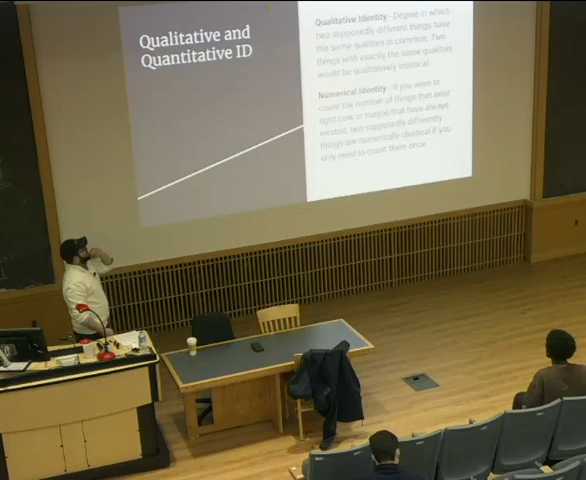 Qualitative and
Quantitative ID
Qualitative Identity - Degree in which
two supposedly different things have
the same qualities in common. Two
things with exactly the same qualities
would be qualitatively identical.
Numerical Identity - If you were to
count the number of things that exist
right now or maybe that have always
existed, two supposedly differently
things are numerically identical if you
only need to count them once.